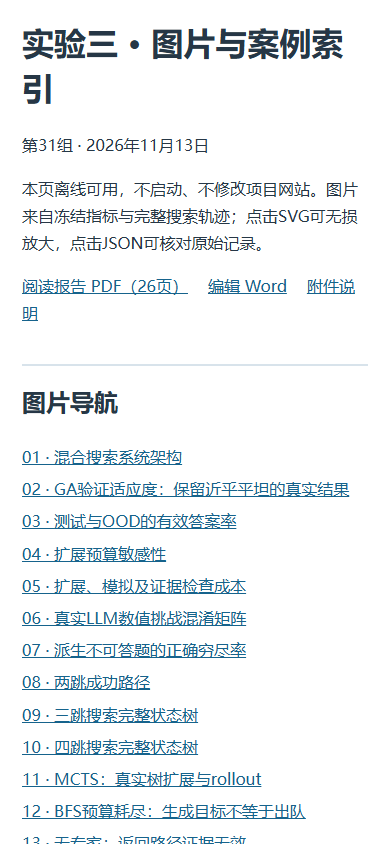 实验三 · 图片与案例索
引
第31组 · 2026年11月13日
本页离线可用，不启动、不修改项目网站。图片
来自冻结指标与完整搜索轨迹；点击SVG可无损
放大，点击JSON可核对原始记录。
阅读报告 PDF（26页） 编辑 Word 附件说
明
图片导航
01 · 混合搜索系统架构
02 · GA验证适应度：保留近乎平坦的真实结果
03 · 测试与OOD的有效答案率
04 · 扩展预算敏感性
05 · 扩展、模拟及证据检查成本
06 · 真实LLM数值挑战混淆矩阵
07 · 派生不可答题的正确穷尽率
08 · 两跳成功路径
09 · 三跳搜索完整状态树
10 · 四跳搜索完整状态树
11 · MCTS：真实树扩展与rollout
12 · BFS预算耗尽：生成目标不等于出队
13 · 无专家：返回路径证据无效